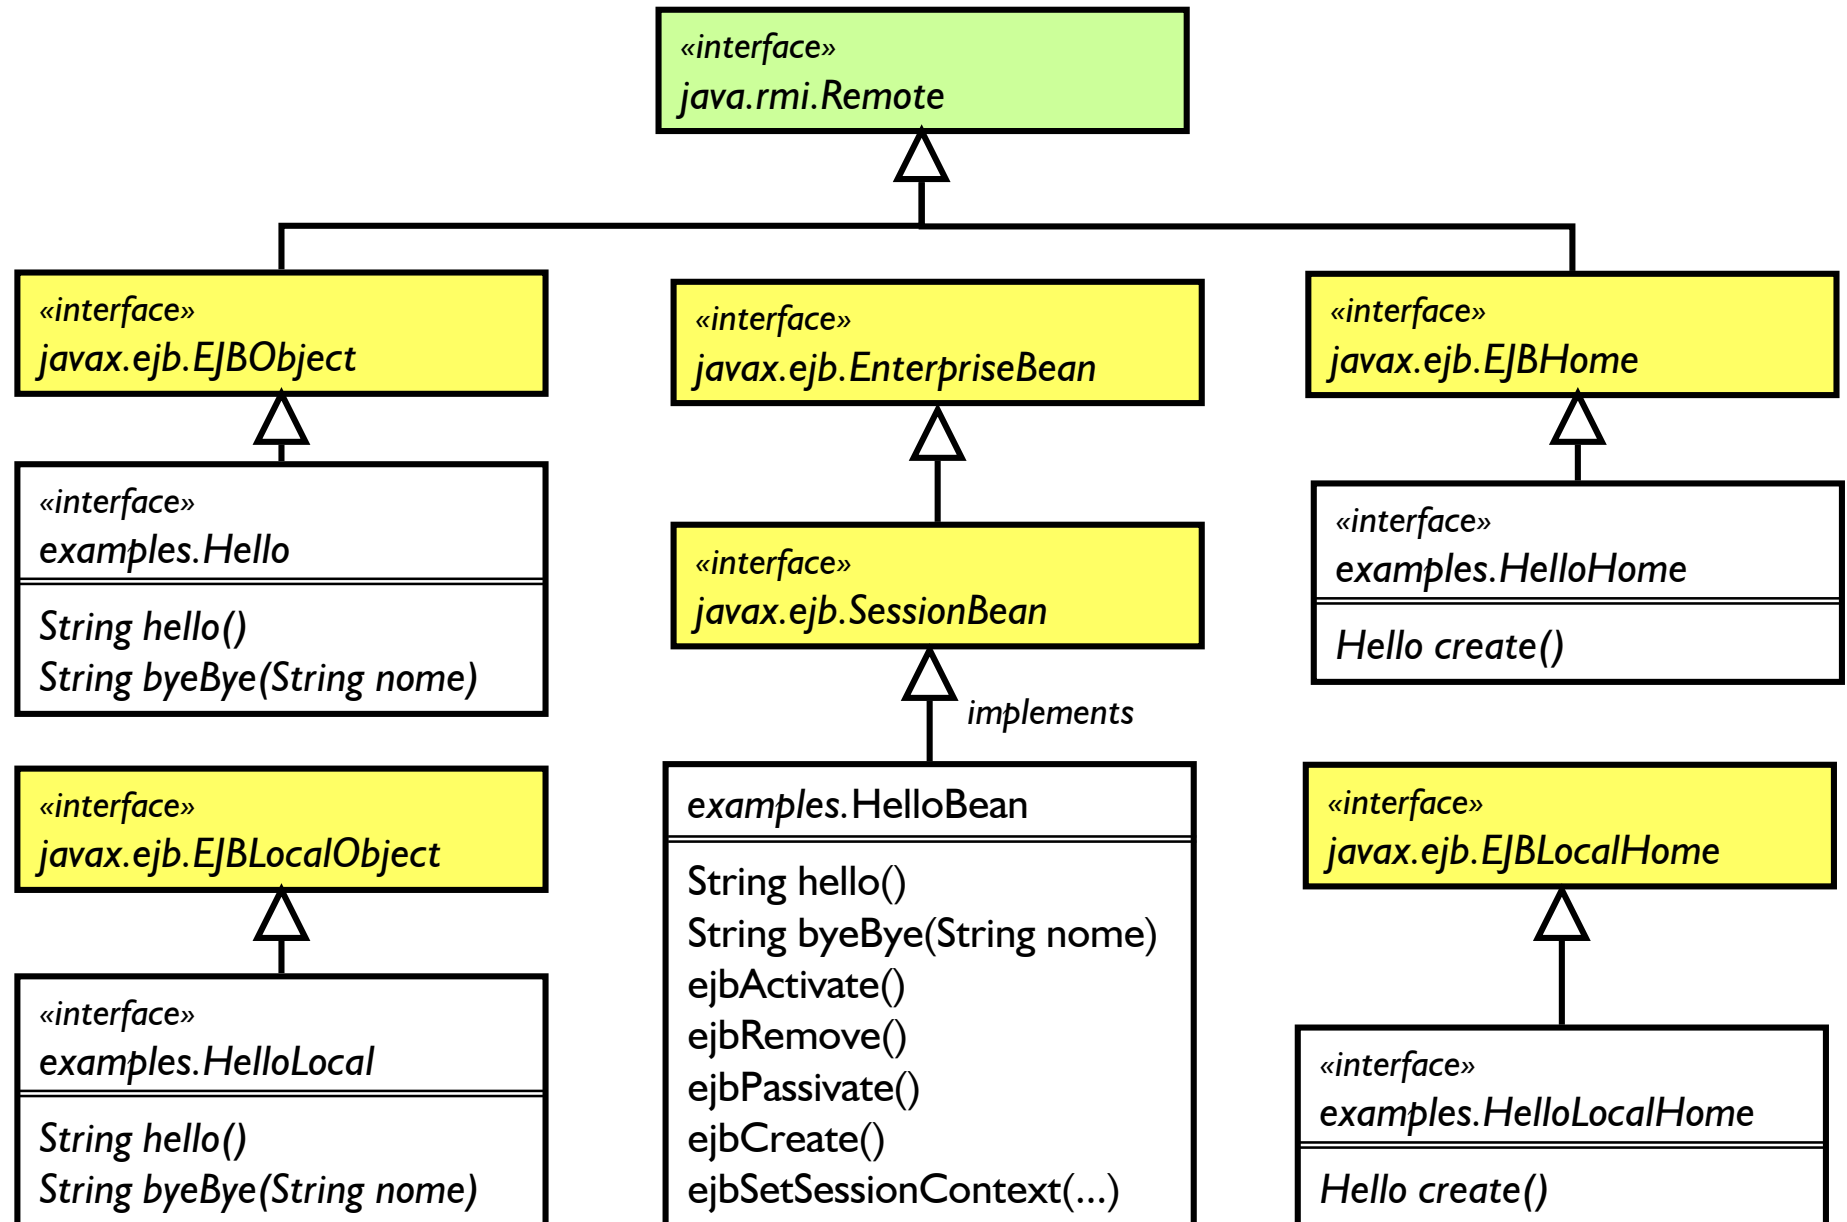 «interface»
java.rmi.Remote
«interface»
javax.ejb.EJBObject
«interface»
javax.ejb.EnterpriseBean
«interface»
javax.ejb.EJBHome
«interface»
examples.Hello
String hello()
String byeBye(String nome)
«interface»
javax.ejb.SessionBean
«interface»
examples.HelloHome
Hello create()
implements
«interface»
javax.ejb.EJBLocalObject
examples.HelloBean
String hello()
String byeBye(String nome)
ejbActivate()
ejbRemove()
ejbPassivate()
ejbCreate()
ejbSetSessionContext(...)
«interface»
javax.ejb.EJBLocalHome
«interface»
examples.HelloLocal
String hello()
String byeBye(String nome)
«interface»
examples.HelloLocalHome
Hello create()